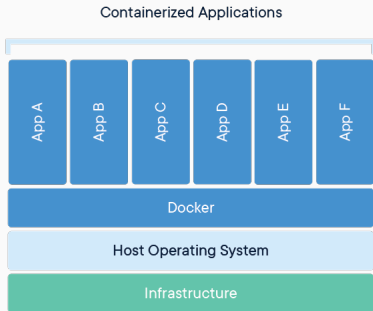 Containerized Applications
App A
App B
App C
App D
App E
App F
Docker
Host Operating System
Infrastructure